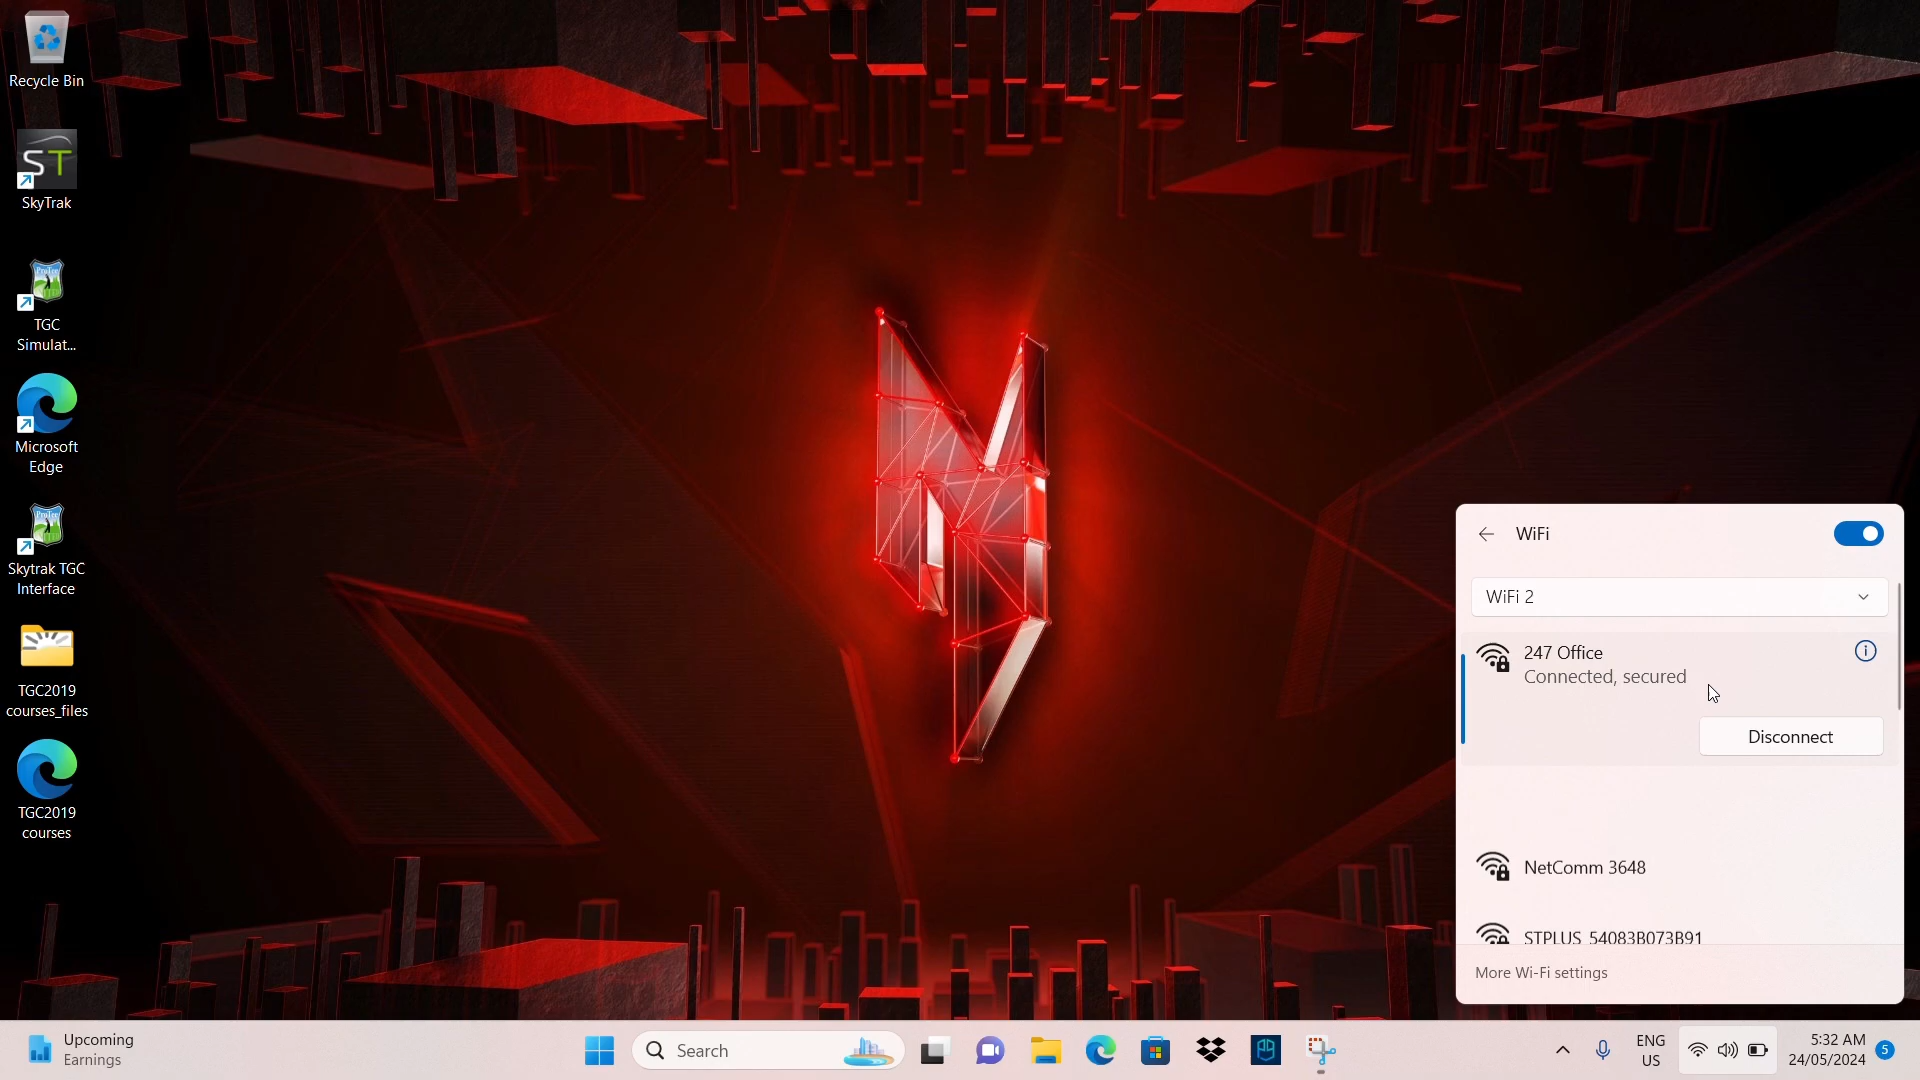 Recycle Bin
ST
SkyTrak
TGC
Simulat...
Microsoft
Edge
Skytrak TGC
Interface
TGC2019
courses_files
TGC2019
courses
WiFi
WiFi 2
247 Office
Connected, secured
Disconnect
NetComm 3648
STPLUS_54083B073B91
More Wi-Fi settings
Upcoming
Earnings
Search
ENG
US
5:32 AM
24/05/2024
5